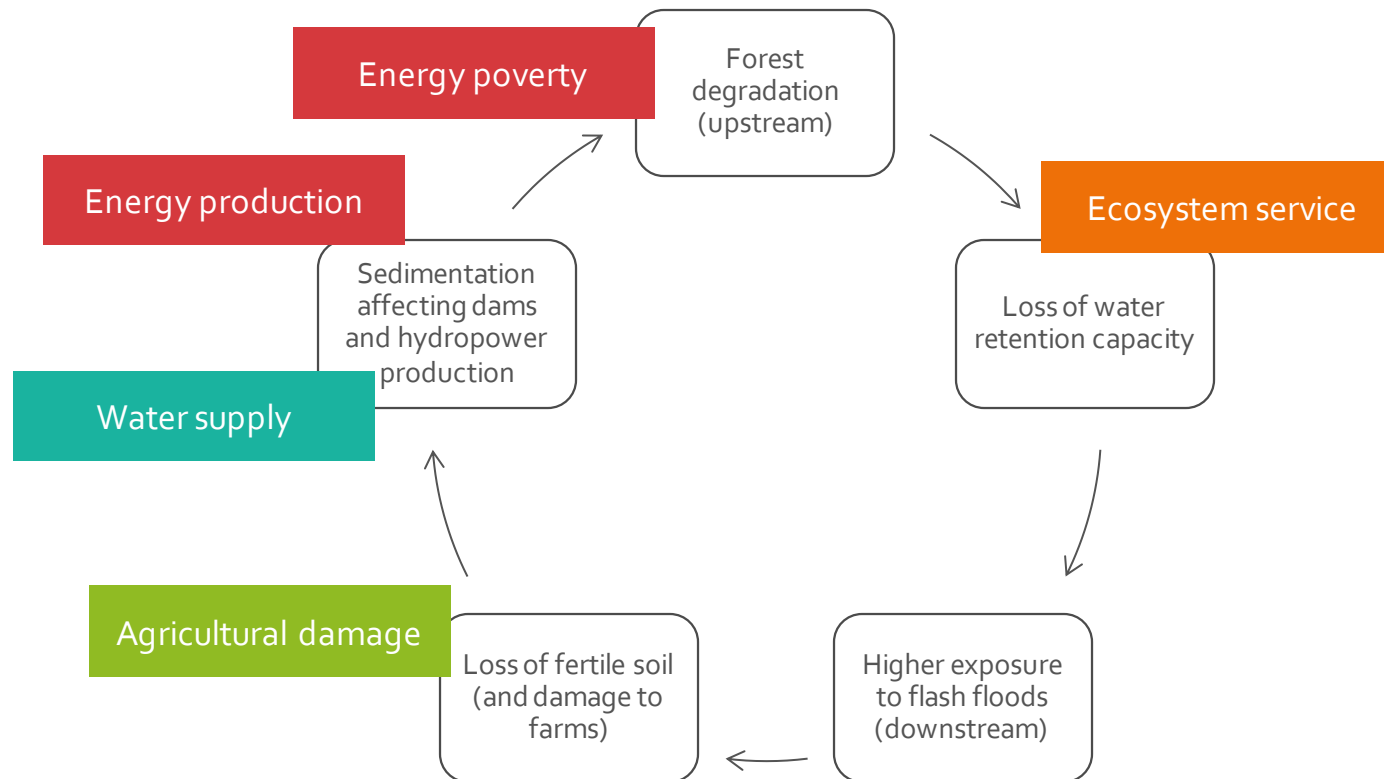 Energy poverty
Forest
degradation
(upstream)
Energy production
Ecosystem service
Sedimentation
affecting dams
and hydropower
production
Loss of water
retention capacity
Water supply
Agricultural damage
Loss of fertile soil
(and damage to
farms)
Higher exposure
to flash floods
(downstream)